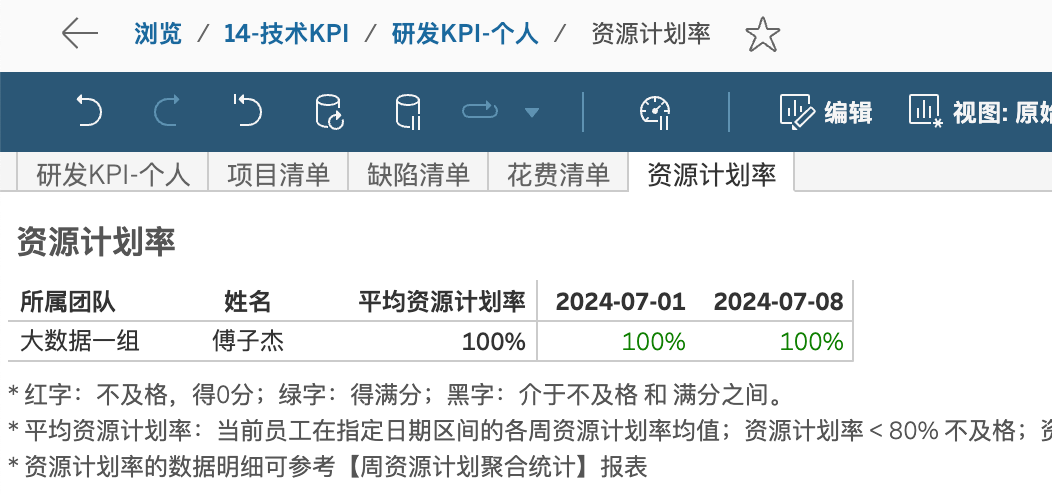 浏览 / 14-技术KPI / 研发KPI-个人 / 资源计划率
编辑 视图: 原始
研发KPI-个人 项目清单 缺陷清单 花费清单 资源计划率
资源计划率
所属团队 姓名 平均资源计划率 2024-07-01 2024-07-08
大数据一组 傅子杰 100% 100% 100%
* 红字：不及格，得0分；绿字：得满分；黑字：介于不及格 和 满分之间。
* 平均资源计划率：当前员工在指定日期区间的各周资源计划率均值；资源计划率 < 80% 不及格；
* 资源计划率的数据明细可参考【周资源计划聚合统计】报表